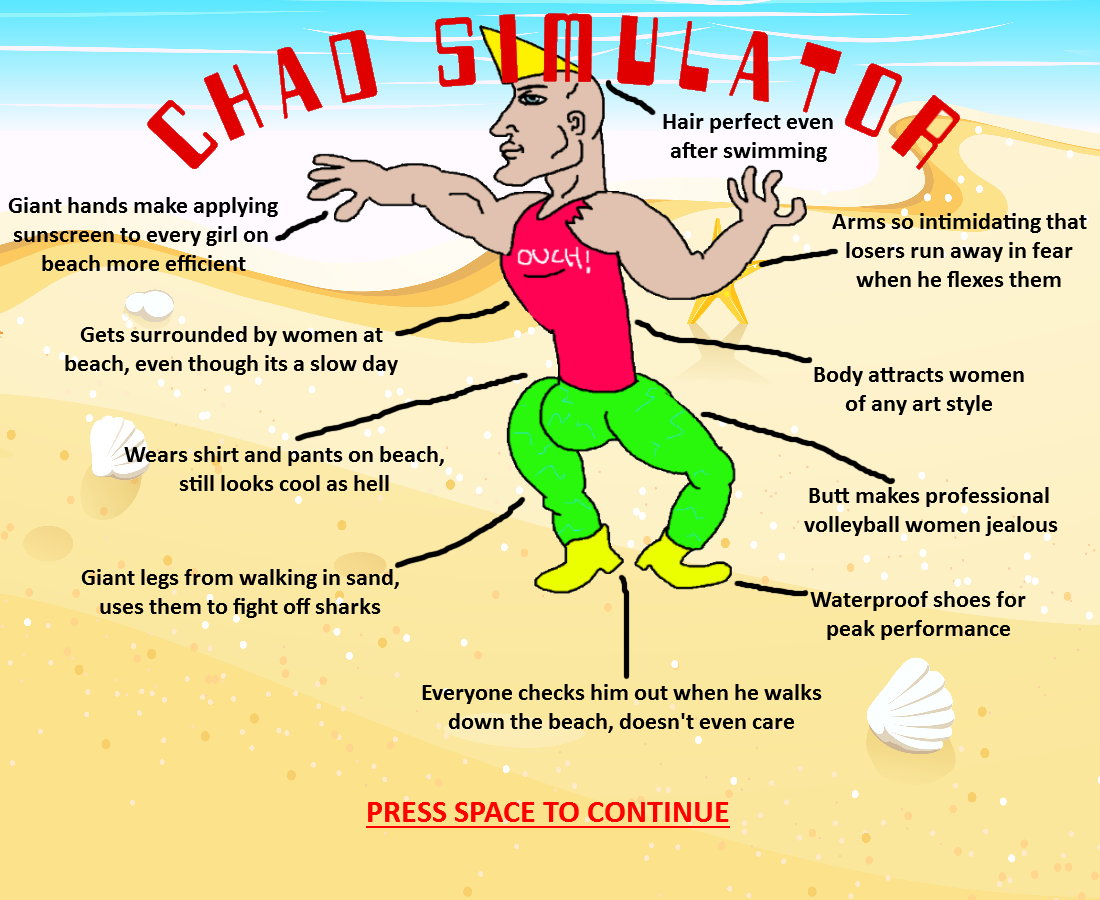 CHAD SIMULATOR
Hair perfect even
after swimming
Giant hands make applying
sunscreen to every girl on
beach more efficient
Arms so intimidating that
losers run away in fear
when he flexes them
OUCH!
Gets surrounded by women at
beach, even though its a slow day
Body attracts women
of any art style
Wears shirt and pants on beach,
still looks cool as hell
Butt makes professional
volleyball women jealous
Giant legs from walking in sand,
uses them to fight off sharks
Waterproof shoes for
peak performance
Everyone checks him out when he walks
down the beach, doesn't even care
PRESS SPACE TO CONTINUE